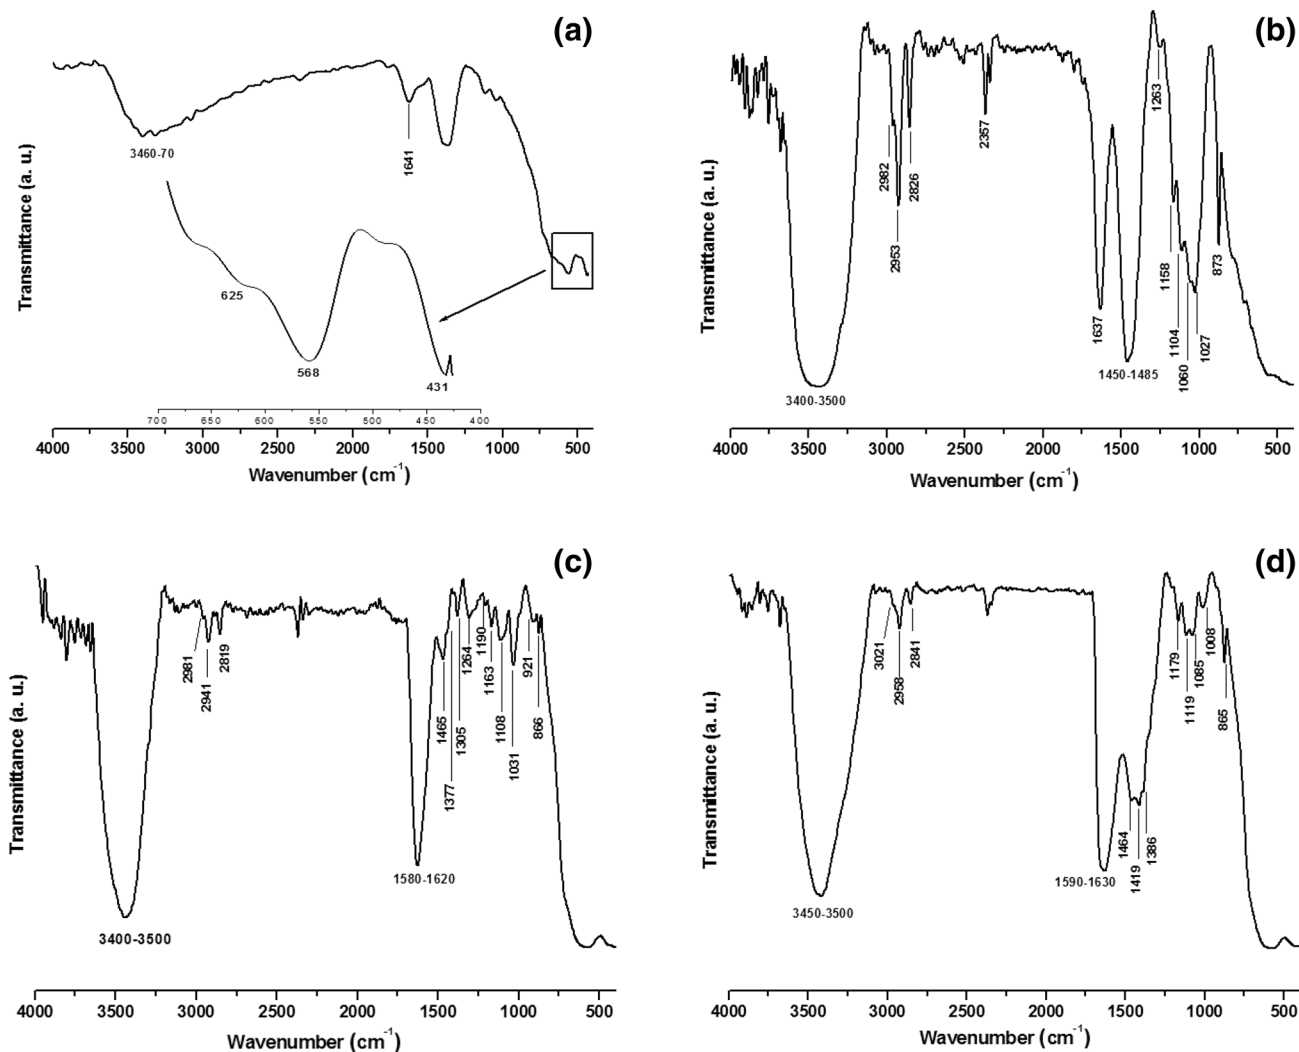 (a)
Transmittance (a. u.)
3460-70
1641
625
568
431
700 650 600 550 500 450 400
4000 3500 3000 2500 2000 1500 1000 500
Wavenumber (cm⁻¹)
(b)
Transmittance (a. u.)
3400-3500
2982
2953
2826
2357
1637
1450-1485
1263
1158
1104
1060
1027
873
4000 3500 3000 2500 2000 1500 1000 500
Wavenumber (cm⁻¹)
(c)
Transmittance (a. u.)
3400-3500
2981
2941
2819
1580-1620
1465
1377
1305
1264
1190
1163
1108
1031
921
866
4000 3500 3000 2500 2000 1500 1000 500
Wavenumber (cm⁻¹)
(d)
Transmittance (a. u.)
3450-3500
3021
2958
2841
1590-1630
1464
1419
1386
1179
1119
1085
1008
865
4000 3500 3000 2500 2000 1500 1000 500
Wavenumber (cm⁻¹)